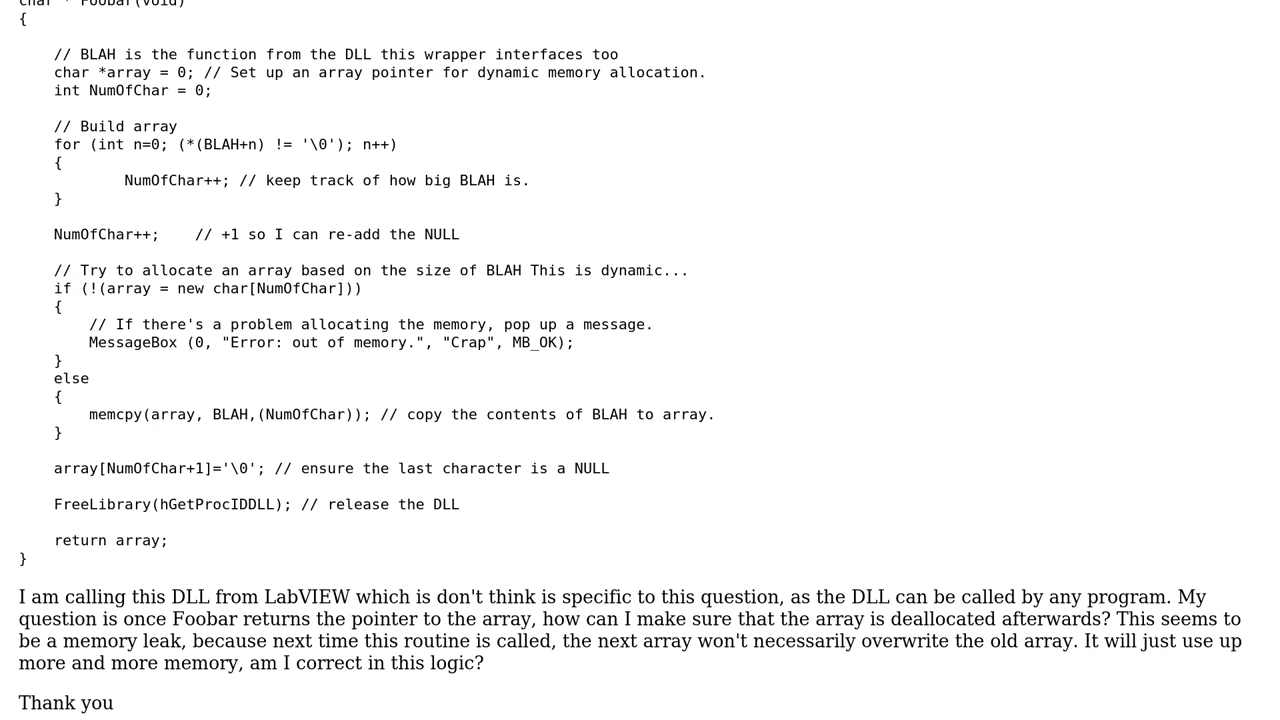 char * Foobar(void)
{
// BLAH is the function from the DLL this wrapper interfaces too
char *array = 0; // Set up an array pointer for dynamic memory allocation.
int NumOfChar = 0;
// Build array
for (int n=0; (*(BLAH+n) != '\0'); n++)
{
NumOfChar++; // keep track of how big BLAH is.
}
NumOfChar++;    // +1 so I can re-add the NULL
// Try to allocate an array based on the size of BLAH This is dynamic...
if (!(array = new char[NumOfChar]))
{
// If there's a problem allocating the memory, pop up a message.
MessageBox (0, "Error: out of memory.", "Crap", MB_OK);
}
else
{
memcpy(array, BLAH,(NumOfChar)); // copy the contents of BLAH to array.
}
array[NumOfChar+1]='\0'; // ensure the last character is a NULL
FreeLibrary(hGetProcIDDLL); // release the DLL
return array;
}
I am calling this DLL from LabVIEW which is don't think is specific to this question, as the DLL can be called by any program. My
question is once Foobar returns the pointer to the array, how can I make sure that the array is deallocated afterwards? This seems to
be a memory leak, because next time this routine is called, the next array won't necessarily overwrite the old array. It will just use up
more and more memory, am I correct in this logic?
Thank you